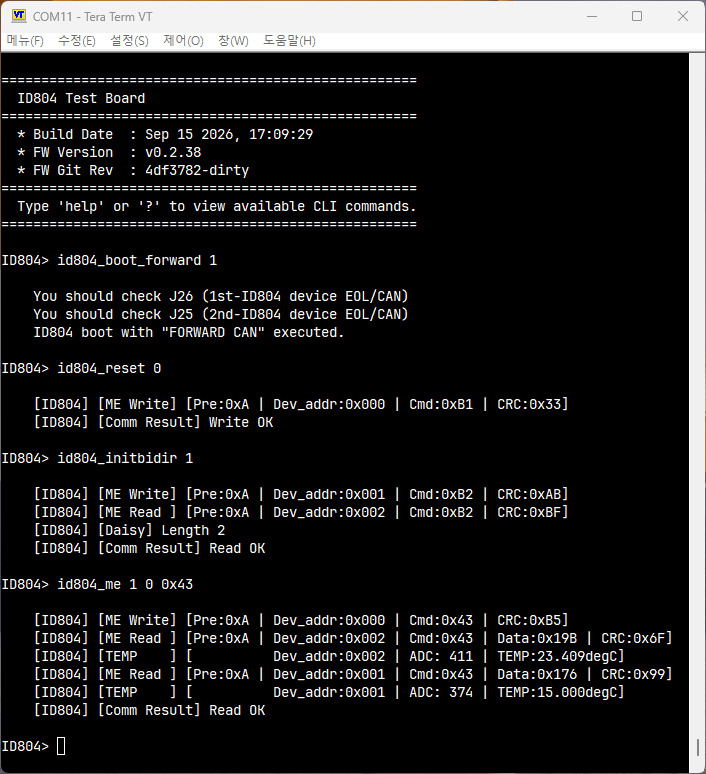 COM11 - Tera Term VT
메뉴(F) 수정(E) 설정(S) 제어(O) 창(W) 도움말(H)
====================================================
ID804 Test Board
====================================================
* Build Date  : Sep 15 2026, 17:09:29
* FW Version  : v0.2.38
* FW Git Rev  : 4df3782-dirty
====================================================
Type 'help' or '?' to view available CLI commands.
====================================================
ID804> id804_boot_forward 1
You should check J26 (1st-ID804 device EOL/CAN)
You should check J25 (2nd-ID804 device EOL/CAN)
ID804 boot with "FORWARD CAN" executed.
ID804> id804_reset 0
[ID804] [ME Write] [Pre:0xA | Dev_addr:0x000 | Cmd:0xB1 | CRC:0x33]
[ID804] [Comm Result] Write OK
ID804> id804_initbidir 1
[ID804] [ME Write] [Pre:0xA | Dev_addr:0x001 | Cmd:0xB2 | CRC:0xAB]
[ID804] [ME Read ] [Pre:0xA | Dev_addr:0x002 | Cmd:0xB2 | CRC:0xBF]
[ID804] [Daisy] Length 2
[ID804] [Comm Result] Read OK
ID804> id804_me 1 0 0x43
[ID804] [ME Write] [Pre:0xA | Dev_addr:0x000 | Cmd:0x43 | CRC:0xB5]
[ID804] [ME Read ] [Pre:0xA | Dev_addr:0x002 | Cmd:0x43 | Data:0x19B | CRC:0x6F]
[ID804] [TEMP    ] [          Dev_addr:0x002 | ADC: 411 | TEMP:23.409degC]
[ID804] [ME Read ] [Pre:0xA | Dev_addr:0x001 | Cmd:0x43 | Data:0x176 | CRC:0x99]
[ID804] [TEMP    ] [          Dev_addr:0x001 | ADC: 374 | TEMP:15.000degC]
[ID804] [Comm Result] Read OK
ID804>